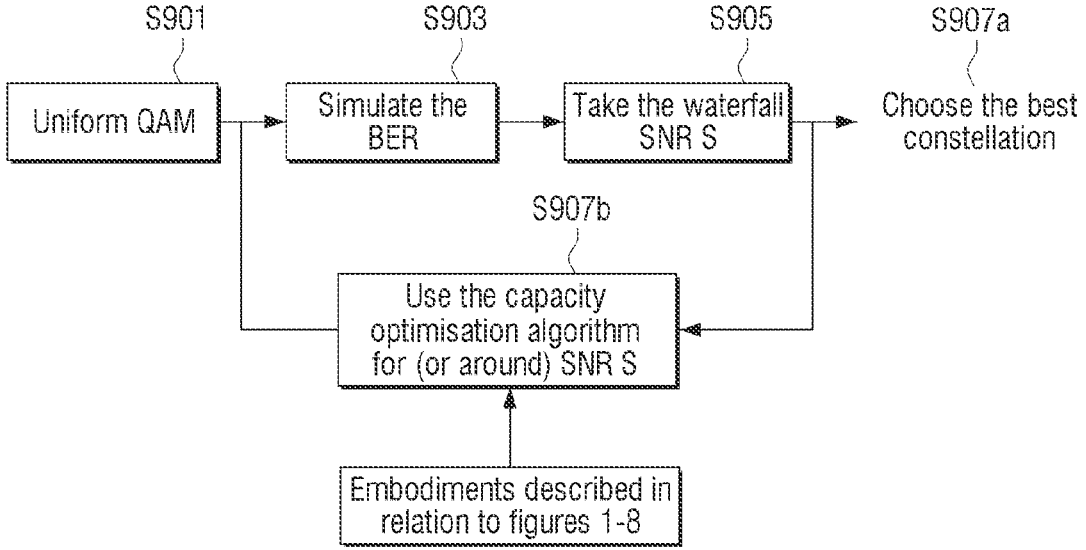 S901
S903
S905
S907a
Uniform QAM
Simulate the
BER
Take the waterfall
SNR S
Choose the best
constellation
S907b
Use the capacity
optimisation algorithm
for (or around) SNR S
Embodiments described in
relation to figures 1-8